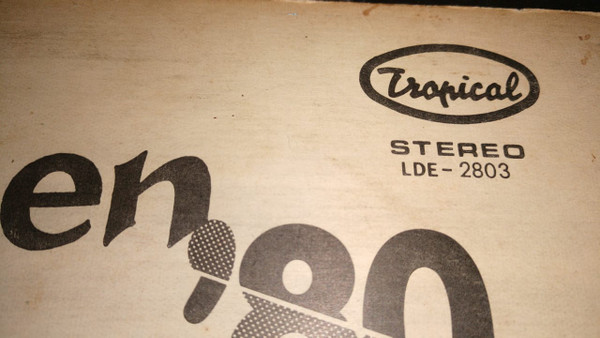 Tropical
STEREO
LDE-2803
en,80